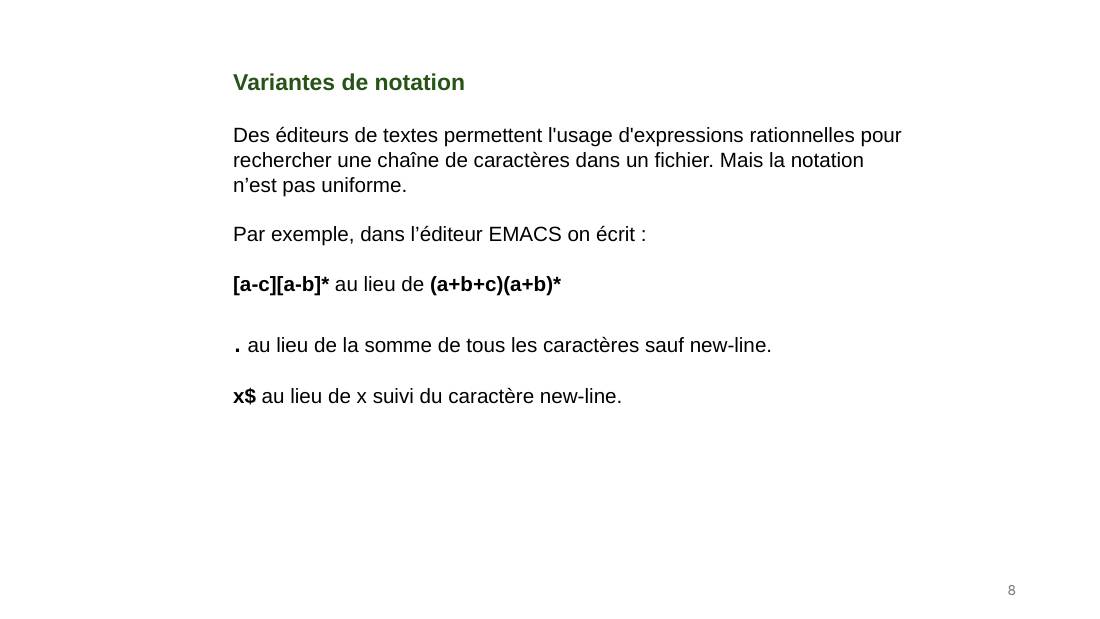 Variantes de notation
Des éditeurs de textes permettent l'usage d'expressions rationnelles pour
rechercher une chaîne de caractères dans un fichier. Mais la notation
n’est pas uniforme.
Par exemple, dans l’éditeur EMACS on écrit :
[a-c][a-b]* au lieu de (a+b+c)(a+b)*
. au lieu de la somme de tous les caractères sauf new-line.
x$ au lieu de x suivi du caractère new-line.
8